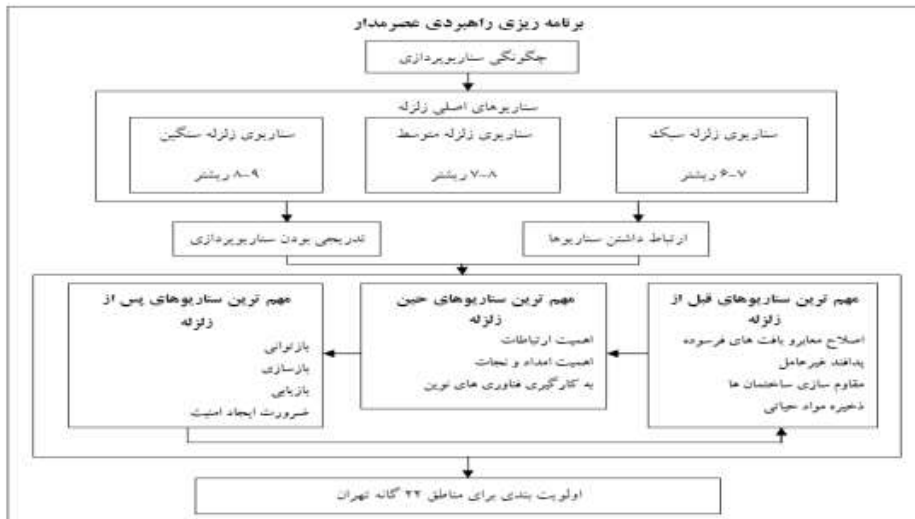 برنامه ریزی راهبردی عصرمدار
چگونگی سناریوپردازی
سناریوهای اصلی زلزله
سناریوی زلزله سبک
۶-۷ ریشتر
سناریوی زلزله متوسط
۷-۸ ریشتر
سناریوی زلزله سنگین
۸-۹ ریشتر
ارتباط داشتن سناریوها
تدریجی بودن سناریوپردازی
مهم ترین سناریوهای قبل از
زلزله
اصلاح معابرو بافت های فرسوده
پدافند غیرعامل
مقاوم سازی ساختمان ها
ذخیره مواد حیاتی
مهم ترین سناریوهای حین
زلزله
اهمیت ارتباطات
اهمیت امداد و نجات
به کارگیری فناوری های نوین
مهم ترین سناریوهای پس از
زلزله
بازتوانی
بازسازی
بازیابی
ضرورت ایجاد امنیت
اولویت بندی برای مناطق ۲۲ گانه تهران